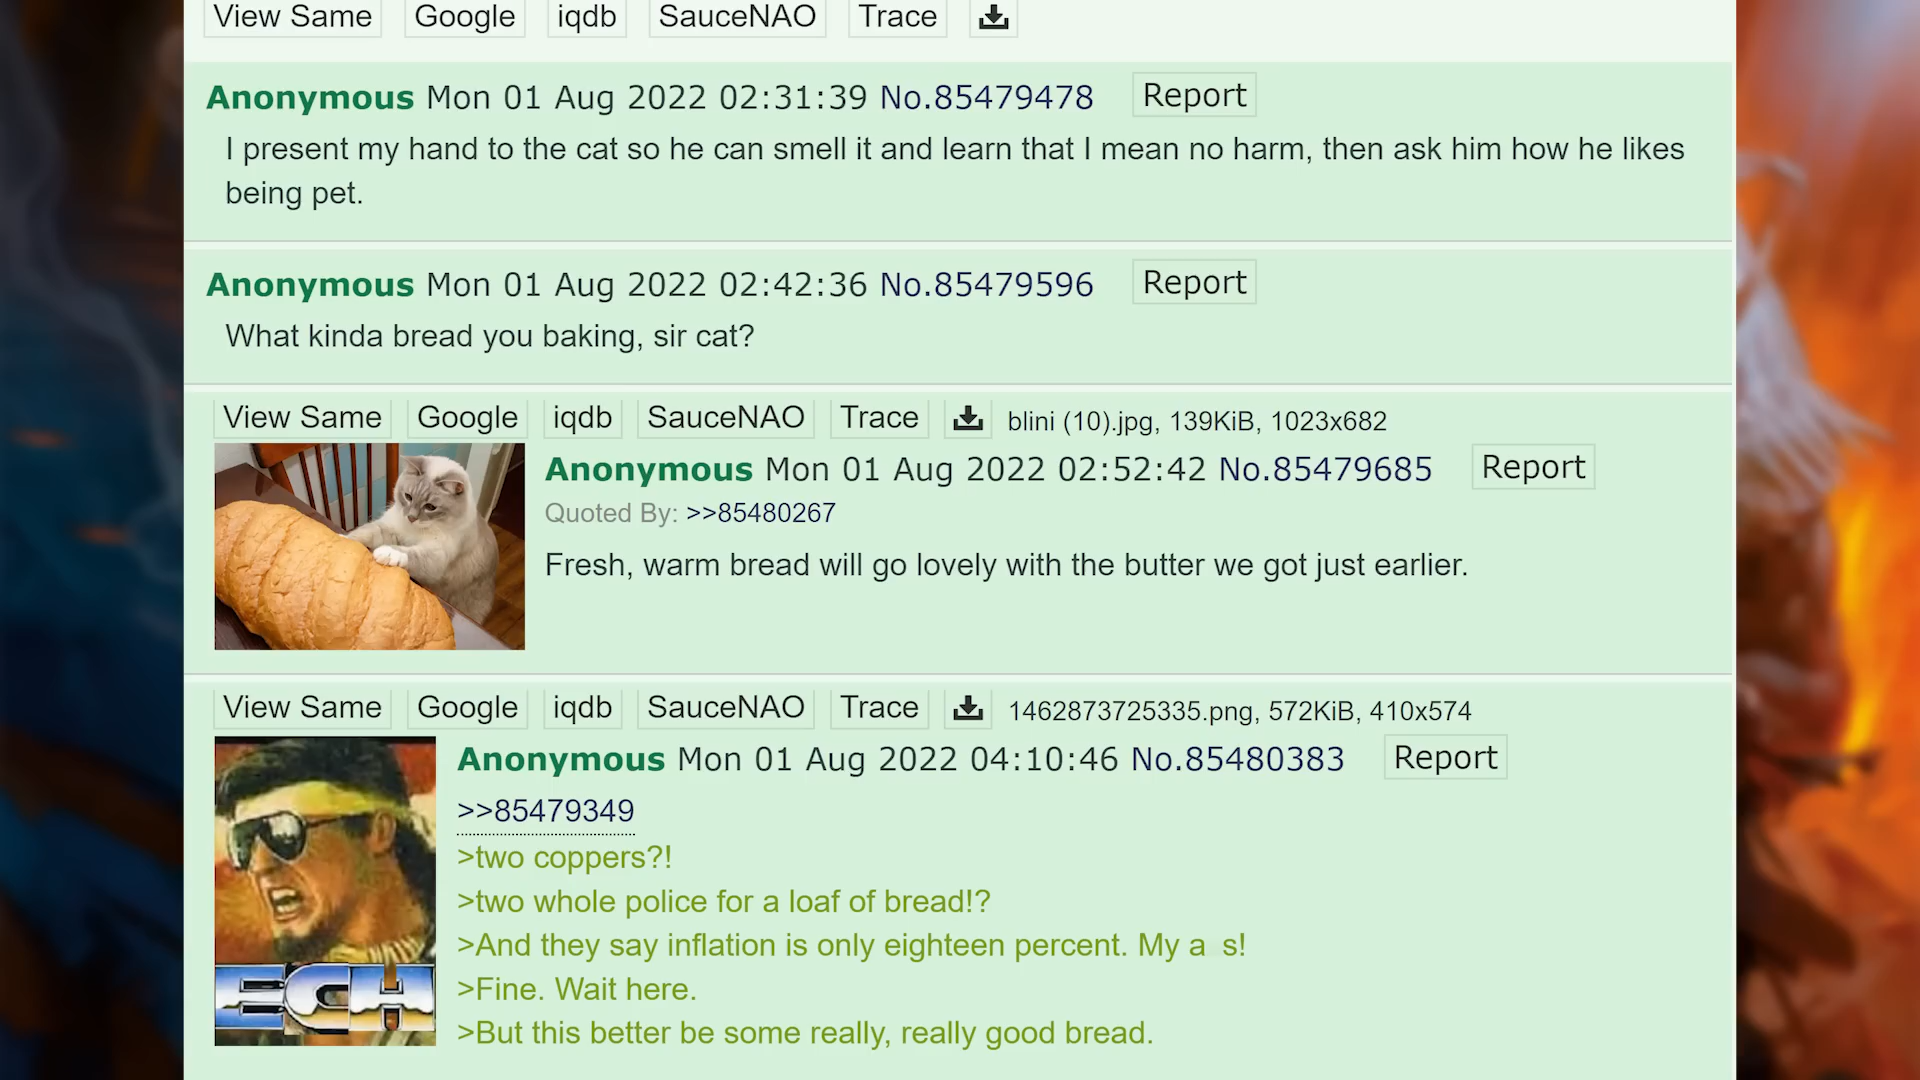 View Same Google iqdb SauceNAO Trace
Anonymous Mon 01 Aug 2022 02:31:39 No.85479478 Report
I present my hand to the cat so he can smell it and learn that I mean no harm, then ask him how he likes
being pet.
Anonymous Mon 01 Aug 2022 02:42:36 No.85479596 Report
What kinda bread you baking, sir cat?
View Same Google iqdb SauceNAO Trace blini (10).jpg, 139KiB, 1023x682
Anonymous Mon 01 Aug 2022 02:52:42 No.85479685 Report
Quoted By: >>85480267
Fresh, warm bread will go lovely with the butter we got just earlier.
View Same Google iqdb SauceNAO Trace 1462873725335.png, 572KiB, 410x574
Anonymous Mon 01 Aug 2022 04:10:46 No.85480383 Report
>>85479349
>two coppers?!
>two whole police for a loaf of bread!?
>And they say inflation is only eighteen percent. My a s!
>Fine. Wait here.
>But this better be some really, really good bread.
ECH